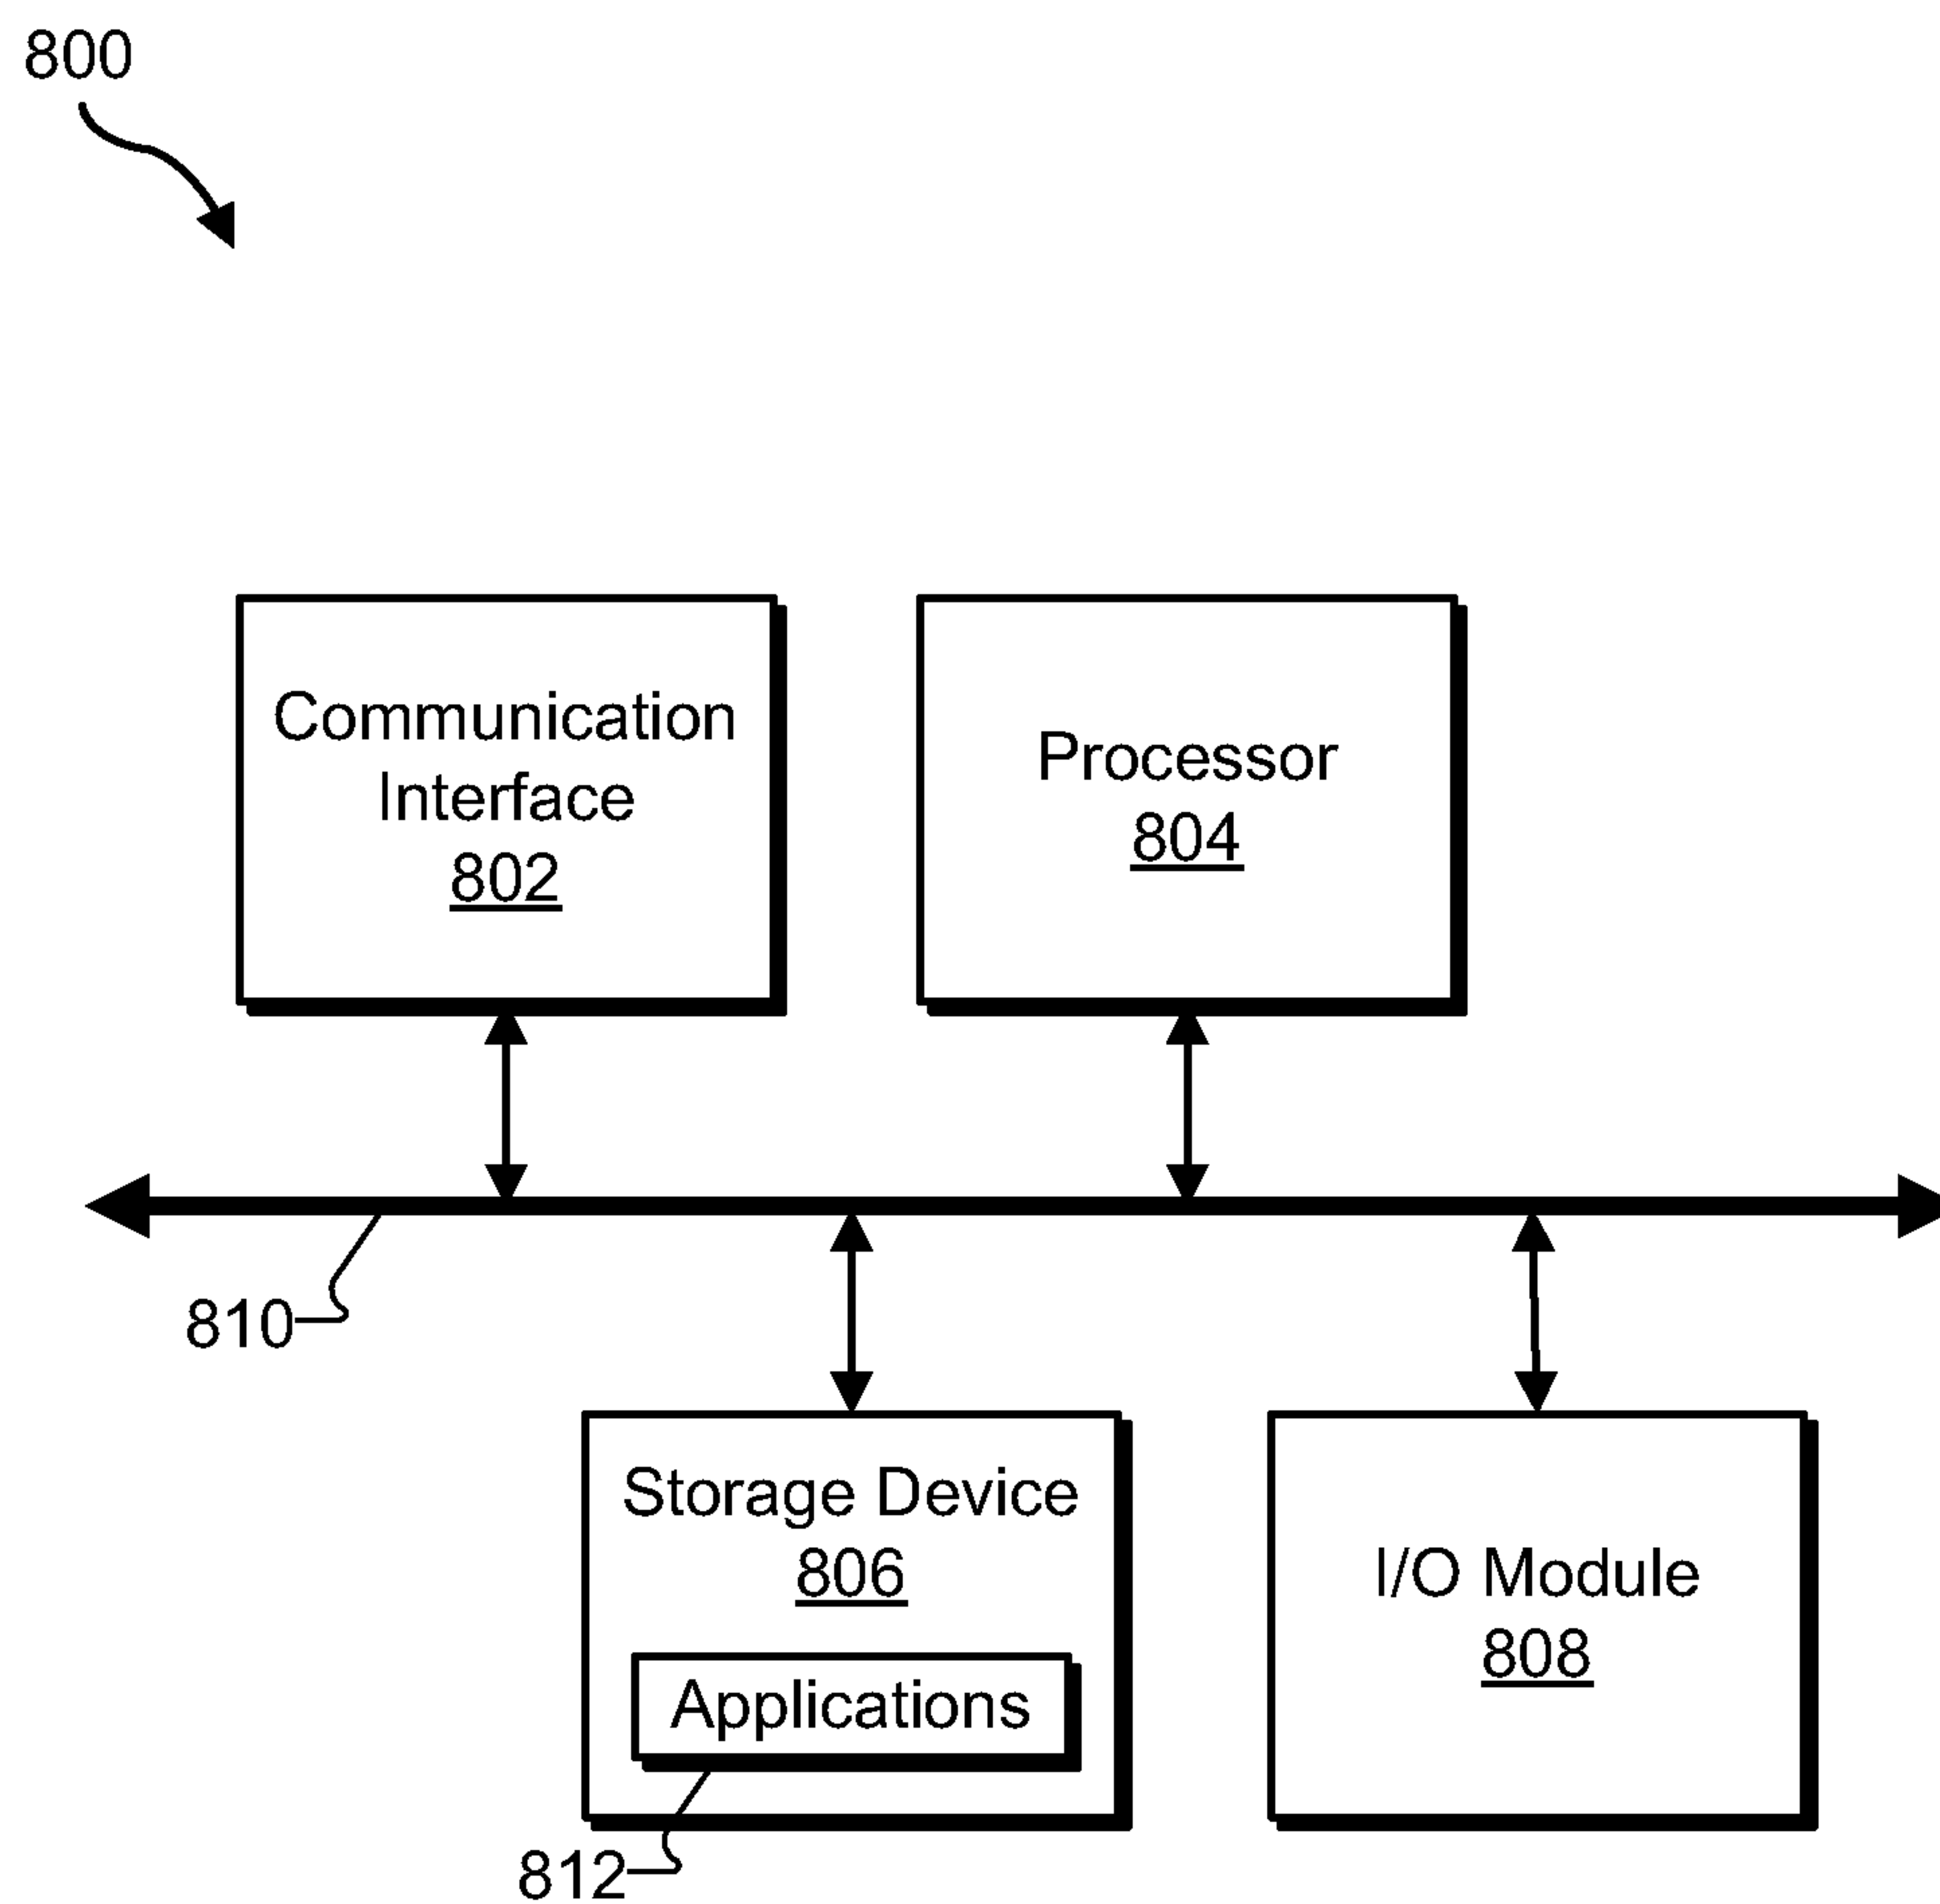 800
Communication
Interface
802
Processor
804
810
Storage Device
806
Applications
812
I/O Module
808